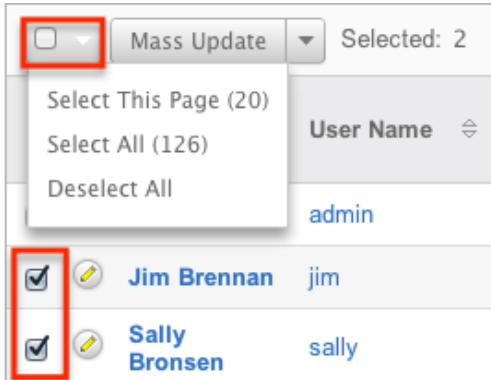 Mass Update Selected: 2
Select This Page (20)
Select All (126)
Deselect All
User Name
admin
Jim Brennan jim
Sally
Bronsen sally